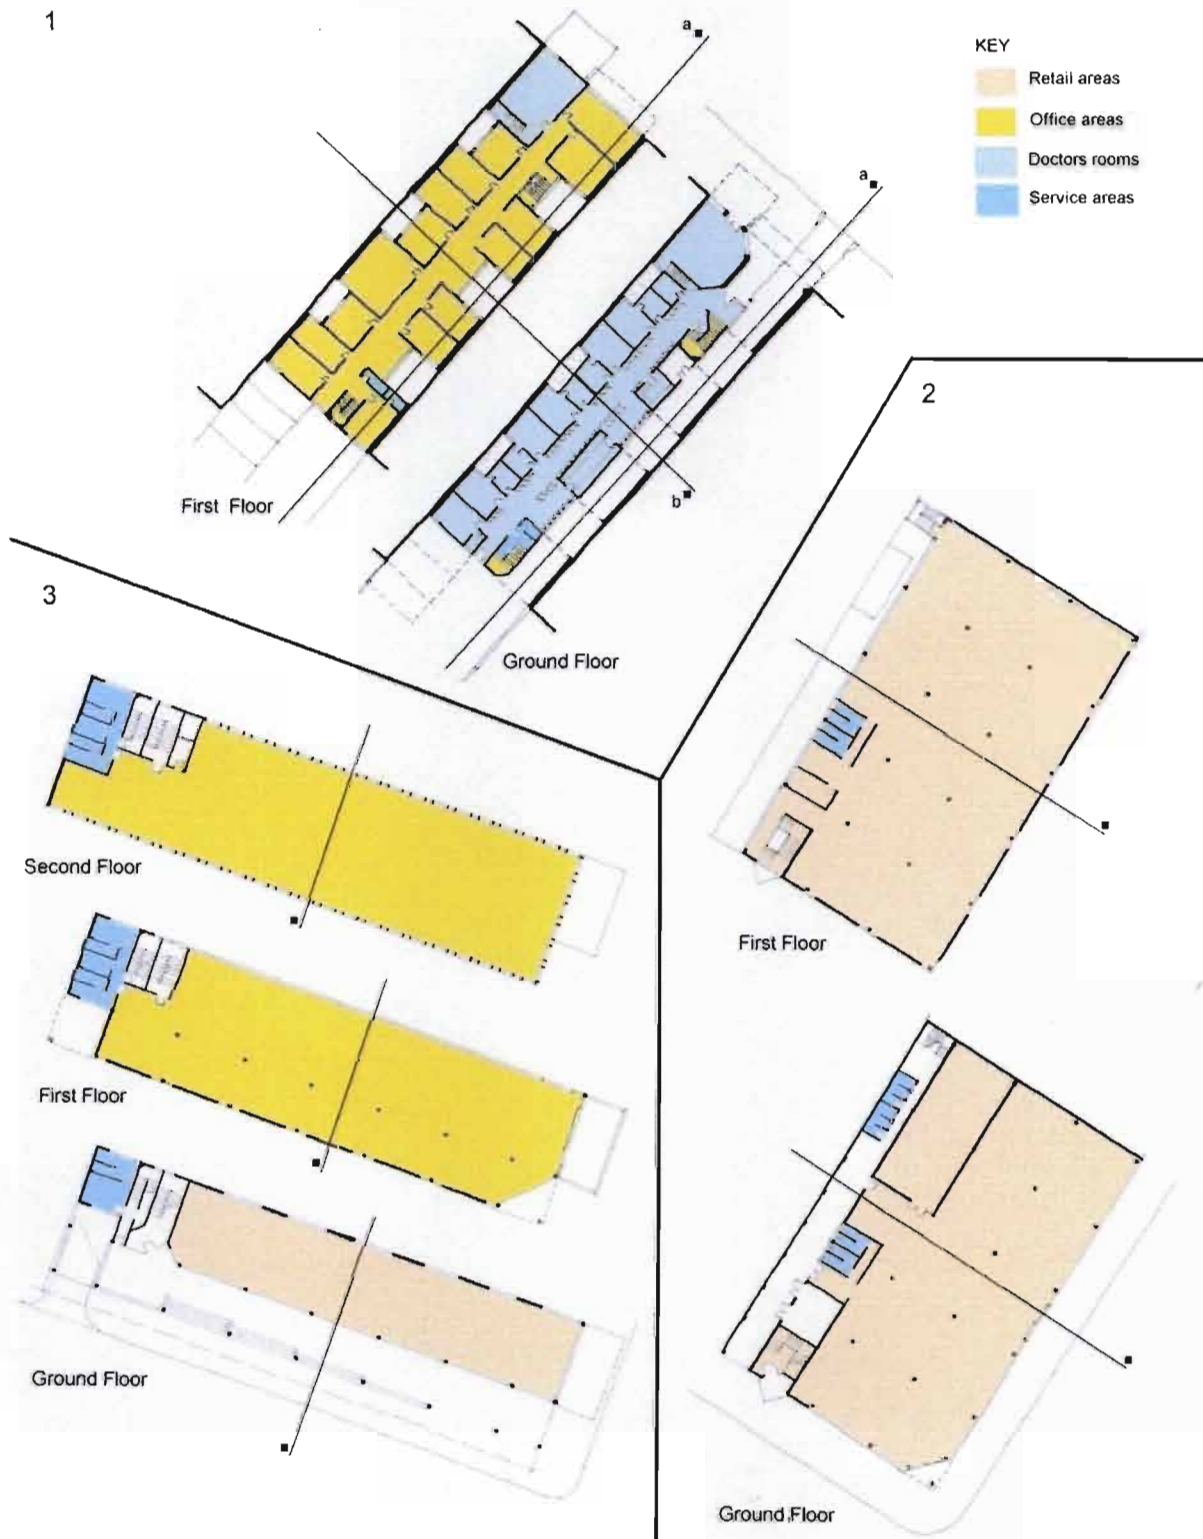 1
a
KEY
Retail areas
Office areas
Doctors rooms
Service areas
a
b
First Floor
Ground Floor
2
First Floor
Ground Floor
3
Second Floor
First Floor
Ground Floor